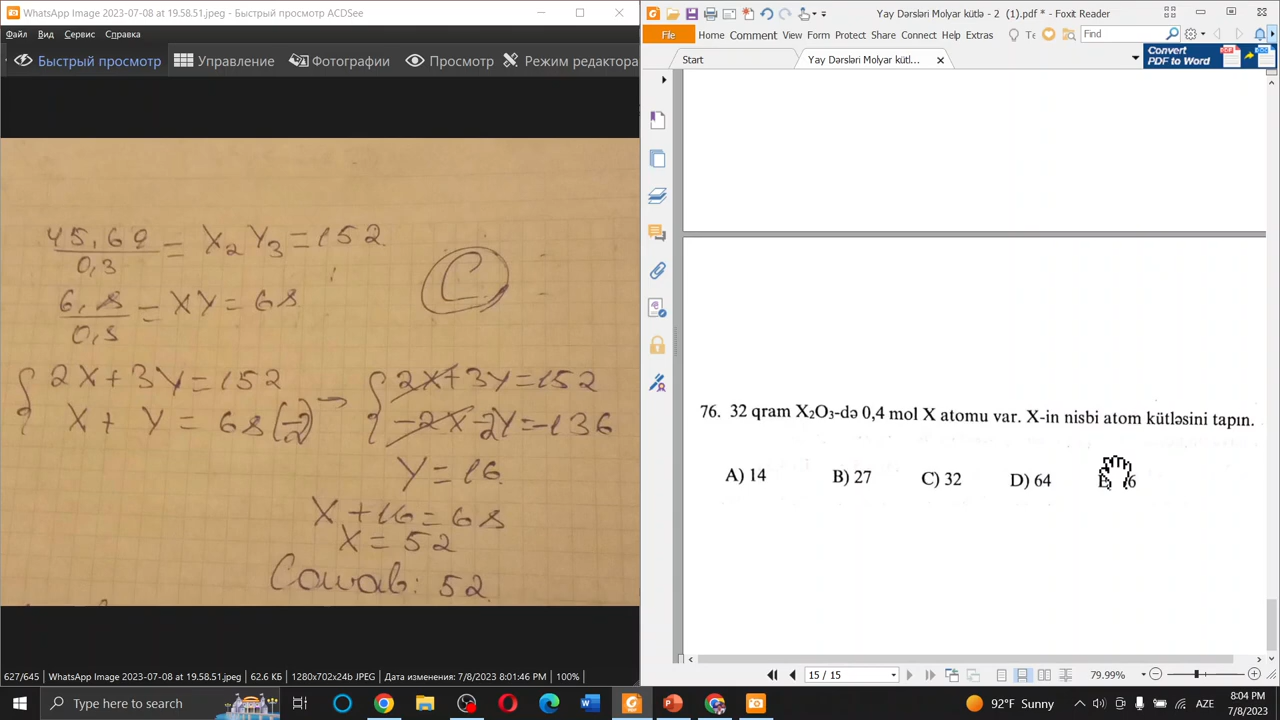 WhatsApp Image 2023-07-08 at 19.58.51.jpeg - Быстрый просмотр ACDSee
Файл Вид Сервис Справка
Быстрый просмотр Управление Фотографии Просмотр Режим редактора
45,6 / 0,3 = X2Y3 = 152
6,8 / = XY = 68
2X + 3Y = 152
X + Y = 68 (-2)
2X + 3Y = 152
-2X - 2Y = -136
Y = 16
X + 16 = 68
X = 52
Cawab: 52
627/645 WhatsApp Image 2023-07-08 at 19.58.51.jpeg 62.6 KB 1280x702x24b JPEG Дата изменения: 7/8/2023 8:01:46 PM 100%
Yay Dərsləri Molyar kütlə - 2 (1).pdf * - Foxit Reader
File Home Comment View Form Protect Share Connect Help Extras Find
Start Yay Dərsləri Molyar kütl...
Convert
PDF to Word
76. 32 qram X₂O₃-də 0,4 mol X atomu var. X-in nisbi atom kütləsini tapın.
A) 14 B) 27 C) 32 D) 64
15 / 15 79.99%
Type here to search
92°F Sunny AZE
8:04 PM
7/8/2023